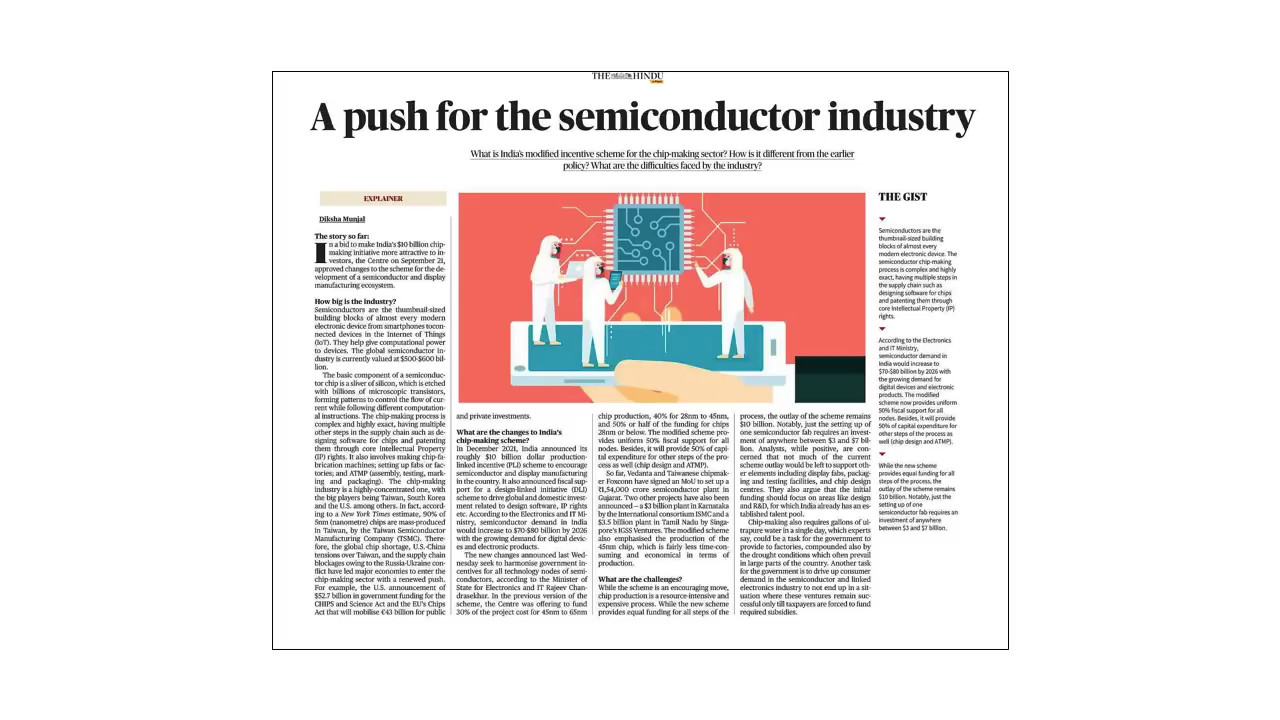 THE HINDU
A push for the semiconductor industry
What is India's modified incentive scheme for the chip-making sector? How is it different from the earlier
policy? What are the difficulties faced by the industry?
EXPLAINER
Diksha Munjal
The story so far:
In a bid to make India's $10 billion chip-
making initiative more attractive to in-
vestors, the Centre on September 21,
approved changes to the scheme for the de-
velopment of a semiconductor and display
manufacturing ecosystem.
How big is the industry?
Semiconductors are the thumbnail-sized
building blocks of almost every modern
electronic device from smartphones tocon-
nected devices in the Internet of Things
(IoT). They help give computational power
to devices. The global semiconductor in-
dustry is currently valued at $500-$600 bil-
lion.
The basic component of a semiconduc-
tor chip is a sliver of silicon, which is etched
with billions of microscopic transistors,
forming patterns to control the flow of cur-
rent while following different computation-
al instructions. The chip-making process is
complex and highly exact, having multiple
other steps in the supply chain such as de-
signing software for chips and patenting
them through core Intellectual Property
(IP) rights. It also involves making chip-fa-
brication machines; setting up fabs or fac-
tories; and ATMP (assembly, testing, mark-
ing and packaging). The chip-making
industry is a highly-concentrated one, with
the big players being Taiwan, South Korea
and the U.S. among others. In fact, accord-
ing to a New York Times estimate, 90% of
5nm (nanometre) chips are mass-produced
in Taiwan, by the Taiwan Semiconductor
Manufacturing Company (TSMC). There-
fore, the global chip shortage, U.S.-China
tensions over Taiwan, and the supply chain
blockages owing to the Russia-Ukraine con-
flict have led major economies to enter the
chip-making sector with a renewed push.
For example, the U.S. announcement of
$52.7 billion in government funding for the
CHIPS and Science Act and the EU's Chips
Act that will mobilise €43 billion for public
and private investments.
What are the changes to India's
chip-making scheme?
In December 2021, India announced its
roughly $10 billion dollar production-
linked incentive (PLI) scheme to encourage
semiconductor and display manufacturing
in the country. It also announced fiscal sup-
port for a design-linked initiative (DLI)
scheme to drive global and domestic invest-
ment related to design software, IP rights
etc. According to the Electronics and IT Mi-
nistry, semiconductor demand in India
would increase to $70-$80 billion by 2026
with the growing demand for digital devic-
es and electronic products.
The new changes announced last Wed-
nesday seek to harmonise government in-
centives for all technology nodes of semi-
conductors, according to the Minister of
State for Electronics and IT Rajeev Chan-
drasekhar. In the previous version of the
scheme, the Centre was offering to fund
30% of the project cost for 45nm to 65nm
chip production, 40% for 28nm to 45nm,
and 50% or half of the funding for chips
28nm or below. The modified scheme pro-
vides uniform 50% fiscal support for all
nodes. Besides, it will provide 50% of capi-
tal expenditure for other steps of the pro-
cess as well (chip design and ATMP).
So far, Vedanta and Taiwanese chipmak-
er Foxconn have signed an MoU to set up a
₹1,54,000 crore semiconductor plant in
Gujarat. Two other projects have also been
announced — a $3 billion plant in Karnataka
by the International consortium ISMC and a
$3.5 billion plant in Tamil Nadu by Singa-
pore's IGSS Ventures. The modified scheme
also emphasised the production of the
45nm chip, which is fairly less time-con-
suming and economical in terms of
production.
What are the challenges?
While the scheme is an encouraging move,
chip production is a resource-intensive and
expensive process. While the new scheme
provides equal funding for all steps of the
process, the outlay of the scheme remains
$10 billion. Notably, just the setting up of
one semiconductor fab requires an invest-
ment of anywhere between $3 and $7 bil-
lion. Analysts, while positive, are con-
cerned that not much of the current
scheme outlay would be left to support oth-
er elements including display fabs, packag-
ing and testing facilities, and chip design
centres. They also argue that the initial
funding should focus on areas like design
and R&D, for which India already has an es-
tablished talent pool.
Chip-making also requires gallons of ul-
trapure water in a single day, which experts
say, could be a task for the government to
provide to factories, compounded also by
the drought conditions which often prevail
in large parts of the country. Another task
for the government is to drive up consumer
demand in the semiconductor and linked
electronics industry to not end up in a sit-
uation where these ventures remain suc-
cessful only till taxpayers are forced to fund
required subsidies.
THE GIST
Semiconductors are the
thumbnail-sized building
blocks of almost every
modern electronic device. The
semiconductor chip-making
process is complex and highly
exact, having multiple steps in
the supply chain such as
designing software for chips
and patenting them through
core Intellectual Property (IP)
rights.
According to the Electronics
and IT Ministry,
semiconductor demand in
India would increase to
$70-$80 billion by 2026 with
the growing demand for
digital devices and electronic
products. The modified
scheme now provides uniform
50% fiscal support for all
nodes. Besides, it will provide
50% of capital expenditure for
other steps of the process as
well (chip design and ATMP).
While the new scheme
provides equal funding for all
steps of the process, the
outlay of the scheme remains
$10 billion. Notably, just the
setting up of one
semiconductor fab requires an
investment of anywhere
between $3 and $7 billion.